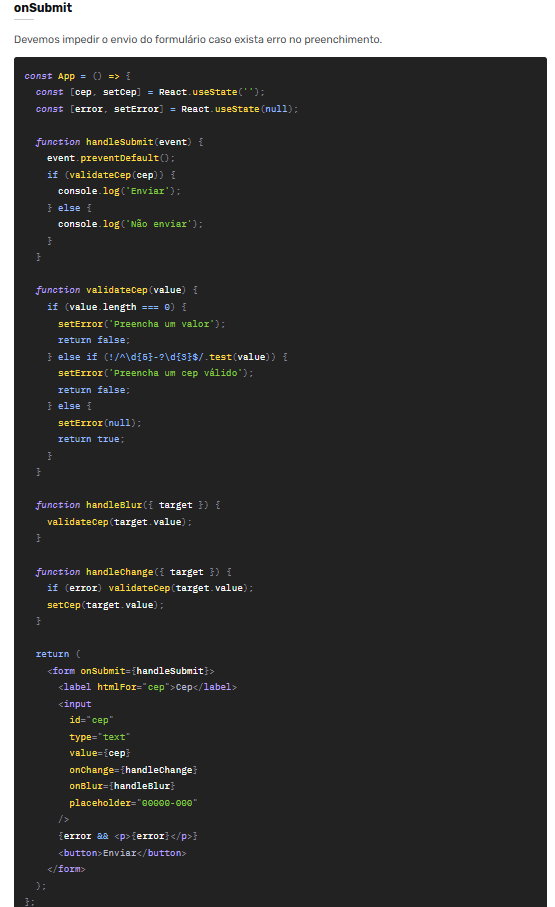 onSubmit
Devemos impedir o envio do formulário caso exista erro no preenchimento.
const App = () => {
  const [cep, setCep] = React.useState('');
  const [error, setError] = React.useState(null);

  function handleSubmit(event) {
    event.preventDefault();
    if (validateCep(cep)) {
      console.log('Enviar');
    } else {
      console.log('Não enviar');
    }
  }

  function validateCep(value) {
    if (value.length === 0) {
      setError('Preencha um valor');
      return false;
    } else if (!/^\d{5}-?\d{3}$/.test(value)) {
      setError('Preencha um cep válido');
      return false;
    } else {
      setError(null);
      return true;
    }
  }

  function handleBlur({ target }) {
    validateCep(target.value);
  }

  function handleChange({ target }) {
    if (error) validateCep(target.value);
    setCep(target.value);
  }

  return (
    <form onSubmit={handleSubmit}>
      <label htmlFor="cep">Cep</label>
      <input
        id="cep"
        type="text"
        value={cep}
        onChange={handleChange}
        onBlur={handleBlur}
        placeholder="00000-000"
      />
      {error && <p>{error}</p>}
      <button>Enviar</button>
    </form>
  );
};